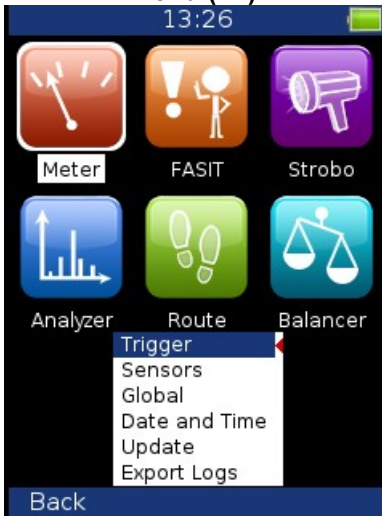 13:26
Meter FASIT Strobo
Analyzer Route Balancer
Trigger
Sensors
Global
Date and Time
Update
Export Logs
Back